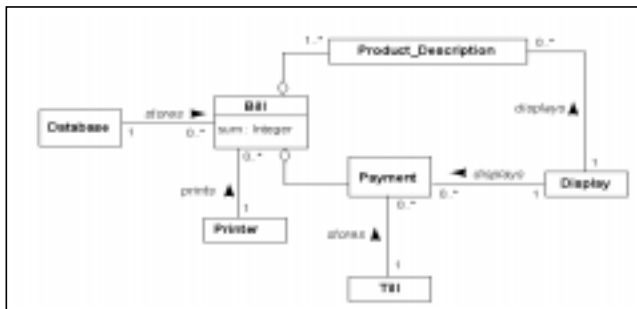 1..*
Product_Description
0..*
Bill
sum : Integer
stores
Database
1
0..*
displays
0..*
1
Payment
displays
Display
prints
0..*
0..*
1
1
Printer
stores
1
Till